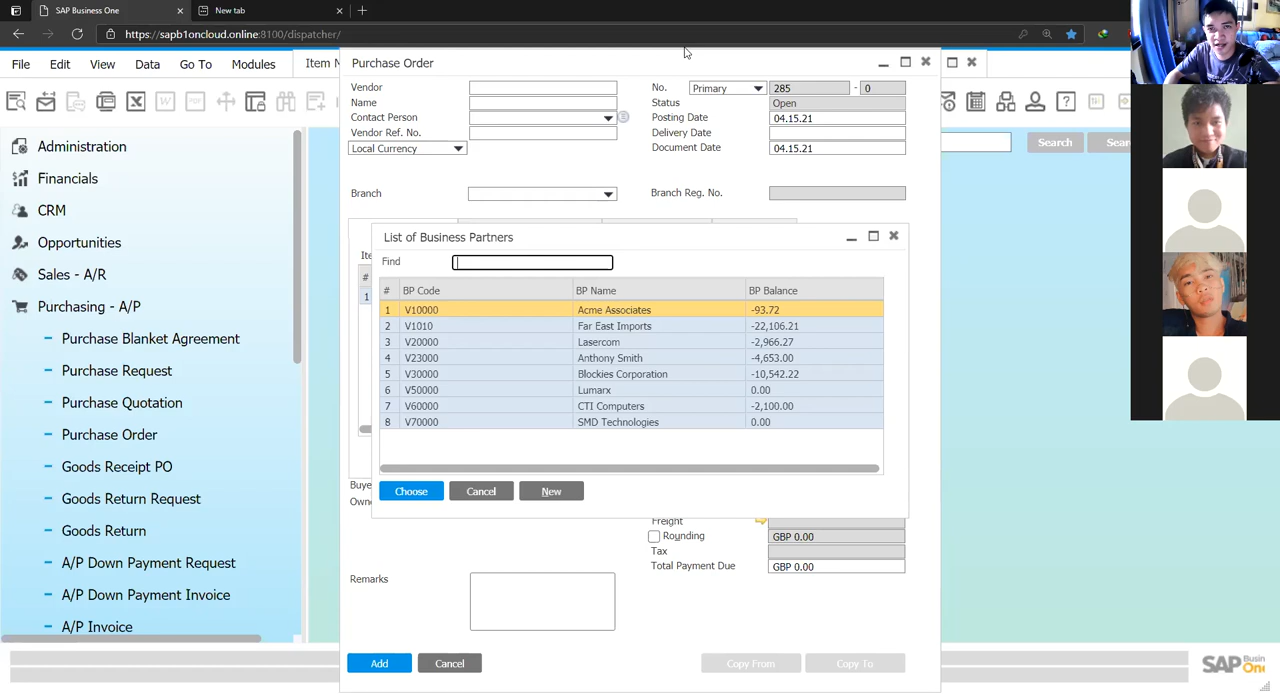 SAP Business One
New tab
https://sapb1oncloud.online:8100/dispatcher/
File Edit View Data Go To Modules Item
Purchase Order
Vendor
Name
Contact Person
Vendor Ref. No.
Local Currency
Branch
No. Primary 285 - 0
Status Open
Posting Date 04.15.21
Delivery Date
Document Date 04.15.21
Branch Reg. No.
Search
Administration
Financials
CRM
Opportunities
Sales - A/R
Purchasing - A/P
Purchase Blanket Agreement
Purchase Request
Purchase Quotation
Purchase Order
Goods Receipt PO
Goods Return Request
Goods Return
A/P Down Payment Request
A/P Down Payment Invoice
A/P Invoice
#
1
List of Business Partners
Find
# BP Code BP Name BP Balance
1 V10000 Acme Associates -93.72
2 V1010 Far East Imports -22,106.21
3 V20000 Lasercom -2,966.27
4 V23000 Anthony Smith -4,653.00
5 V30000 Blockies Corporation -10,542.22
6 V50000 Lumarx 0.00
7 V60000 CTI Computers -2,100.00
8 V70000 SMD Technologies 0.00
Choose Cancel New
Freight
Rounding GBP 0.00
Tax
Total Payment Due GBP 0.00
Remarks
Add Cancel Copy From Copy To
SAP